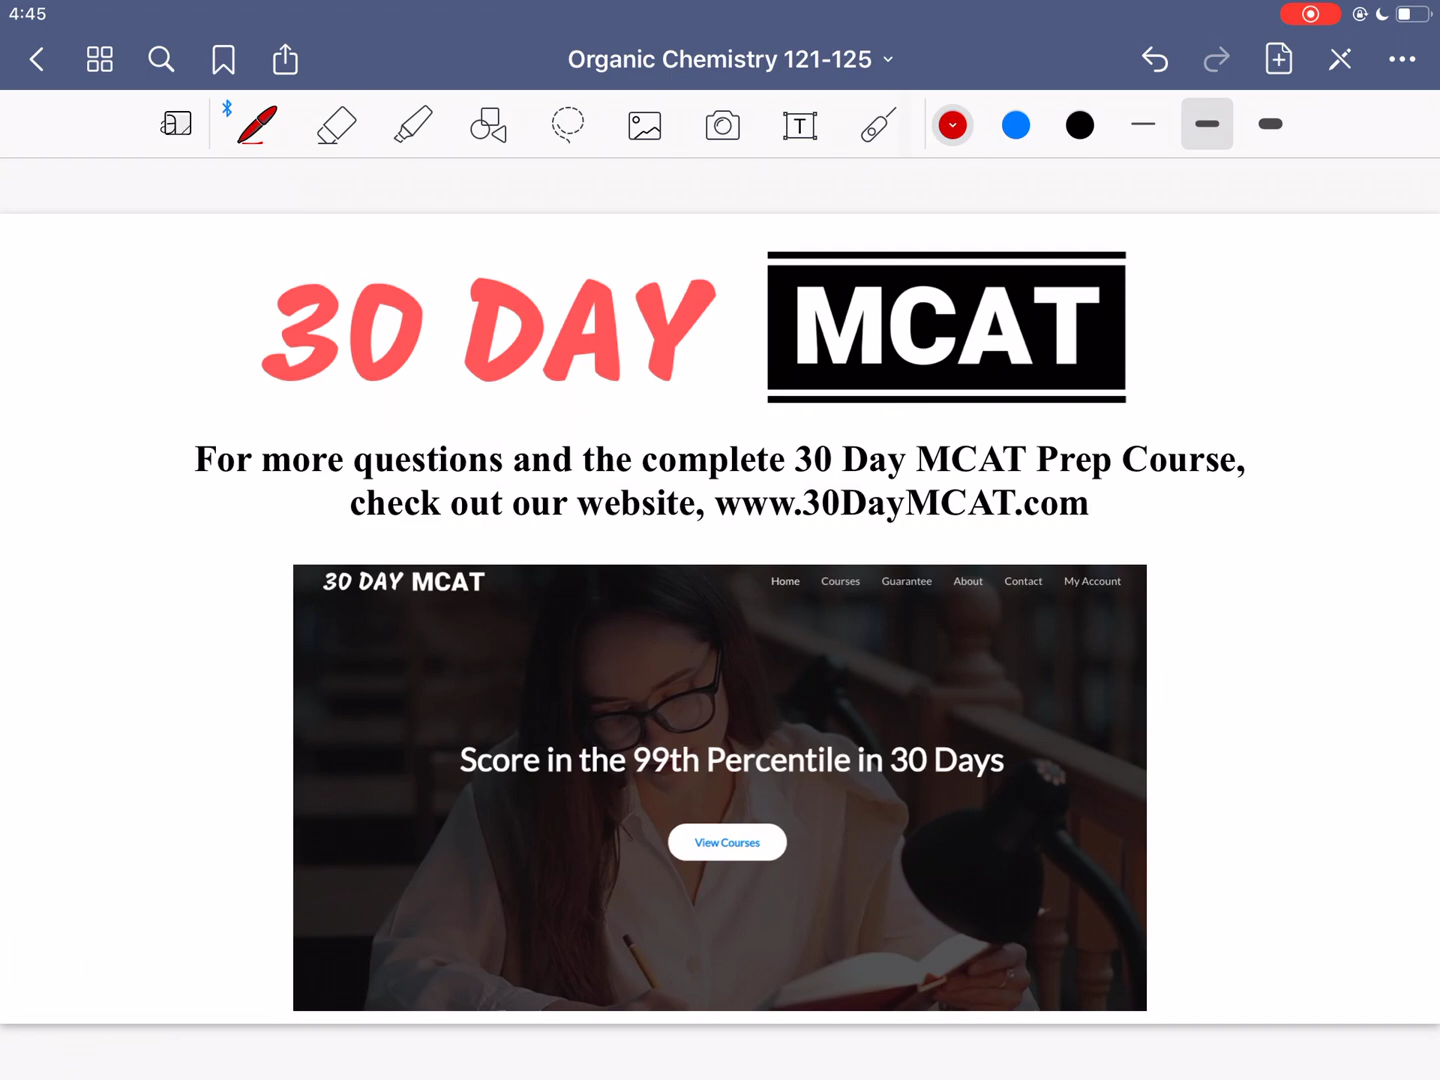 4:45
Organic Chemistry 121-125
T
30 DAY MCAT
For more questions and the complete 30 Day MCAT Prep Course,
check out our website, www.30DayMCAT.com
30 DAY MCAT Home Courses Guarantee About Contact My Account
Score in the 99th Percentile in 30 Days
View Courses